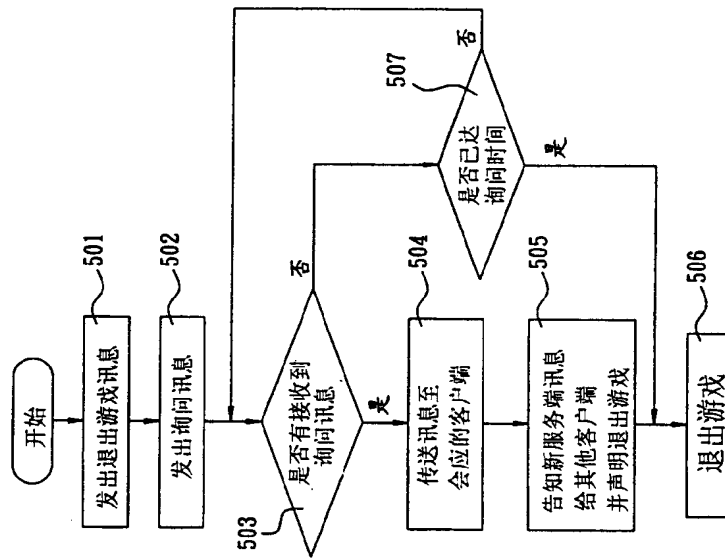 开始
发出退出游戏讯息
501
发出询问讯息
502
是否有接收到
询问讯息
503
否
是
是否已达
询问时间
507
否
是
传送讯息至
会应的客户端
504
告知新服务端讯息
给其他客户端
并声明退出游戏
505
退出游戏
506